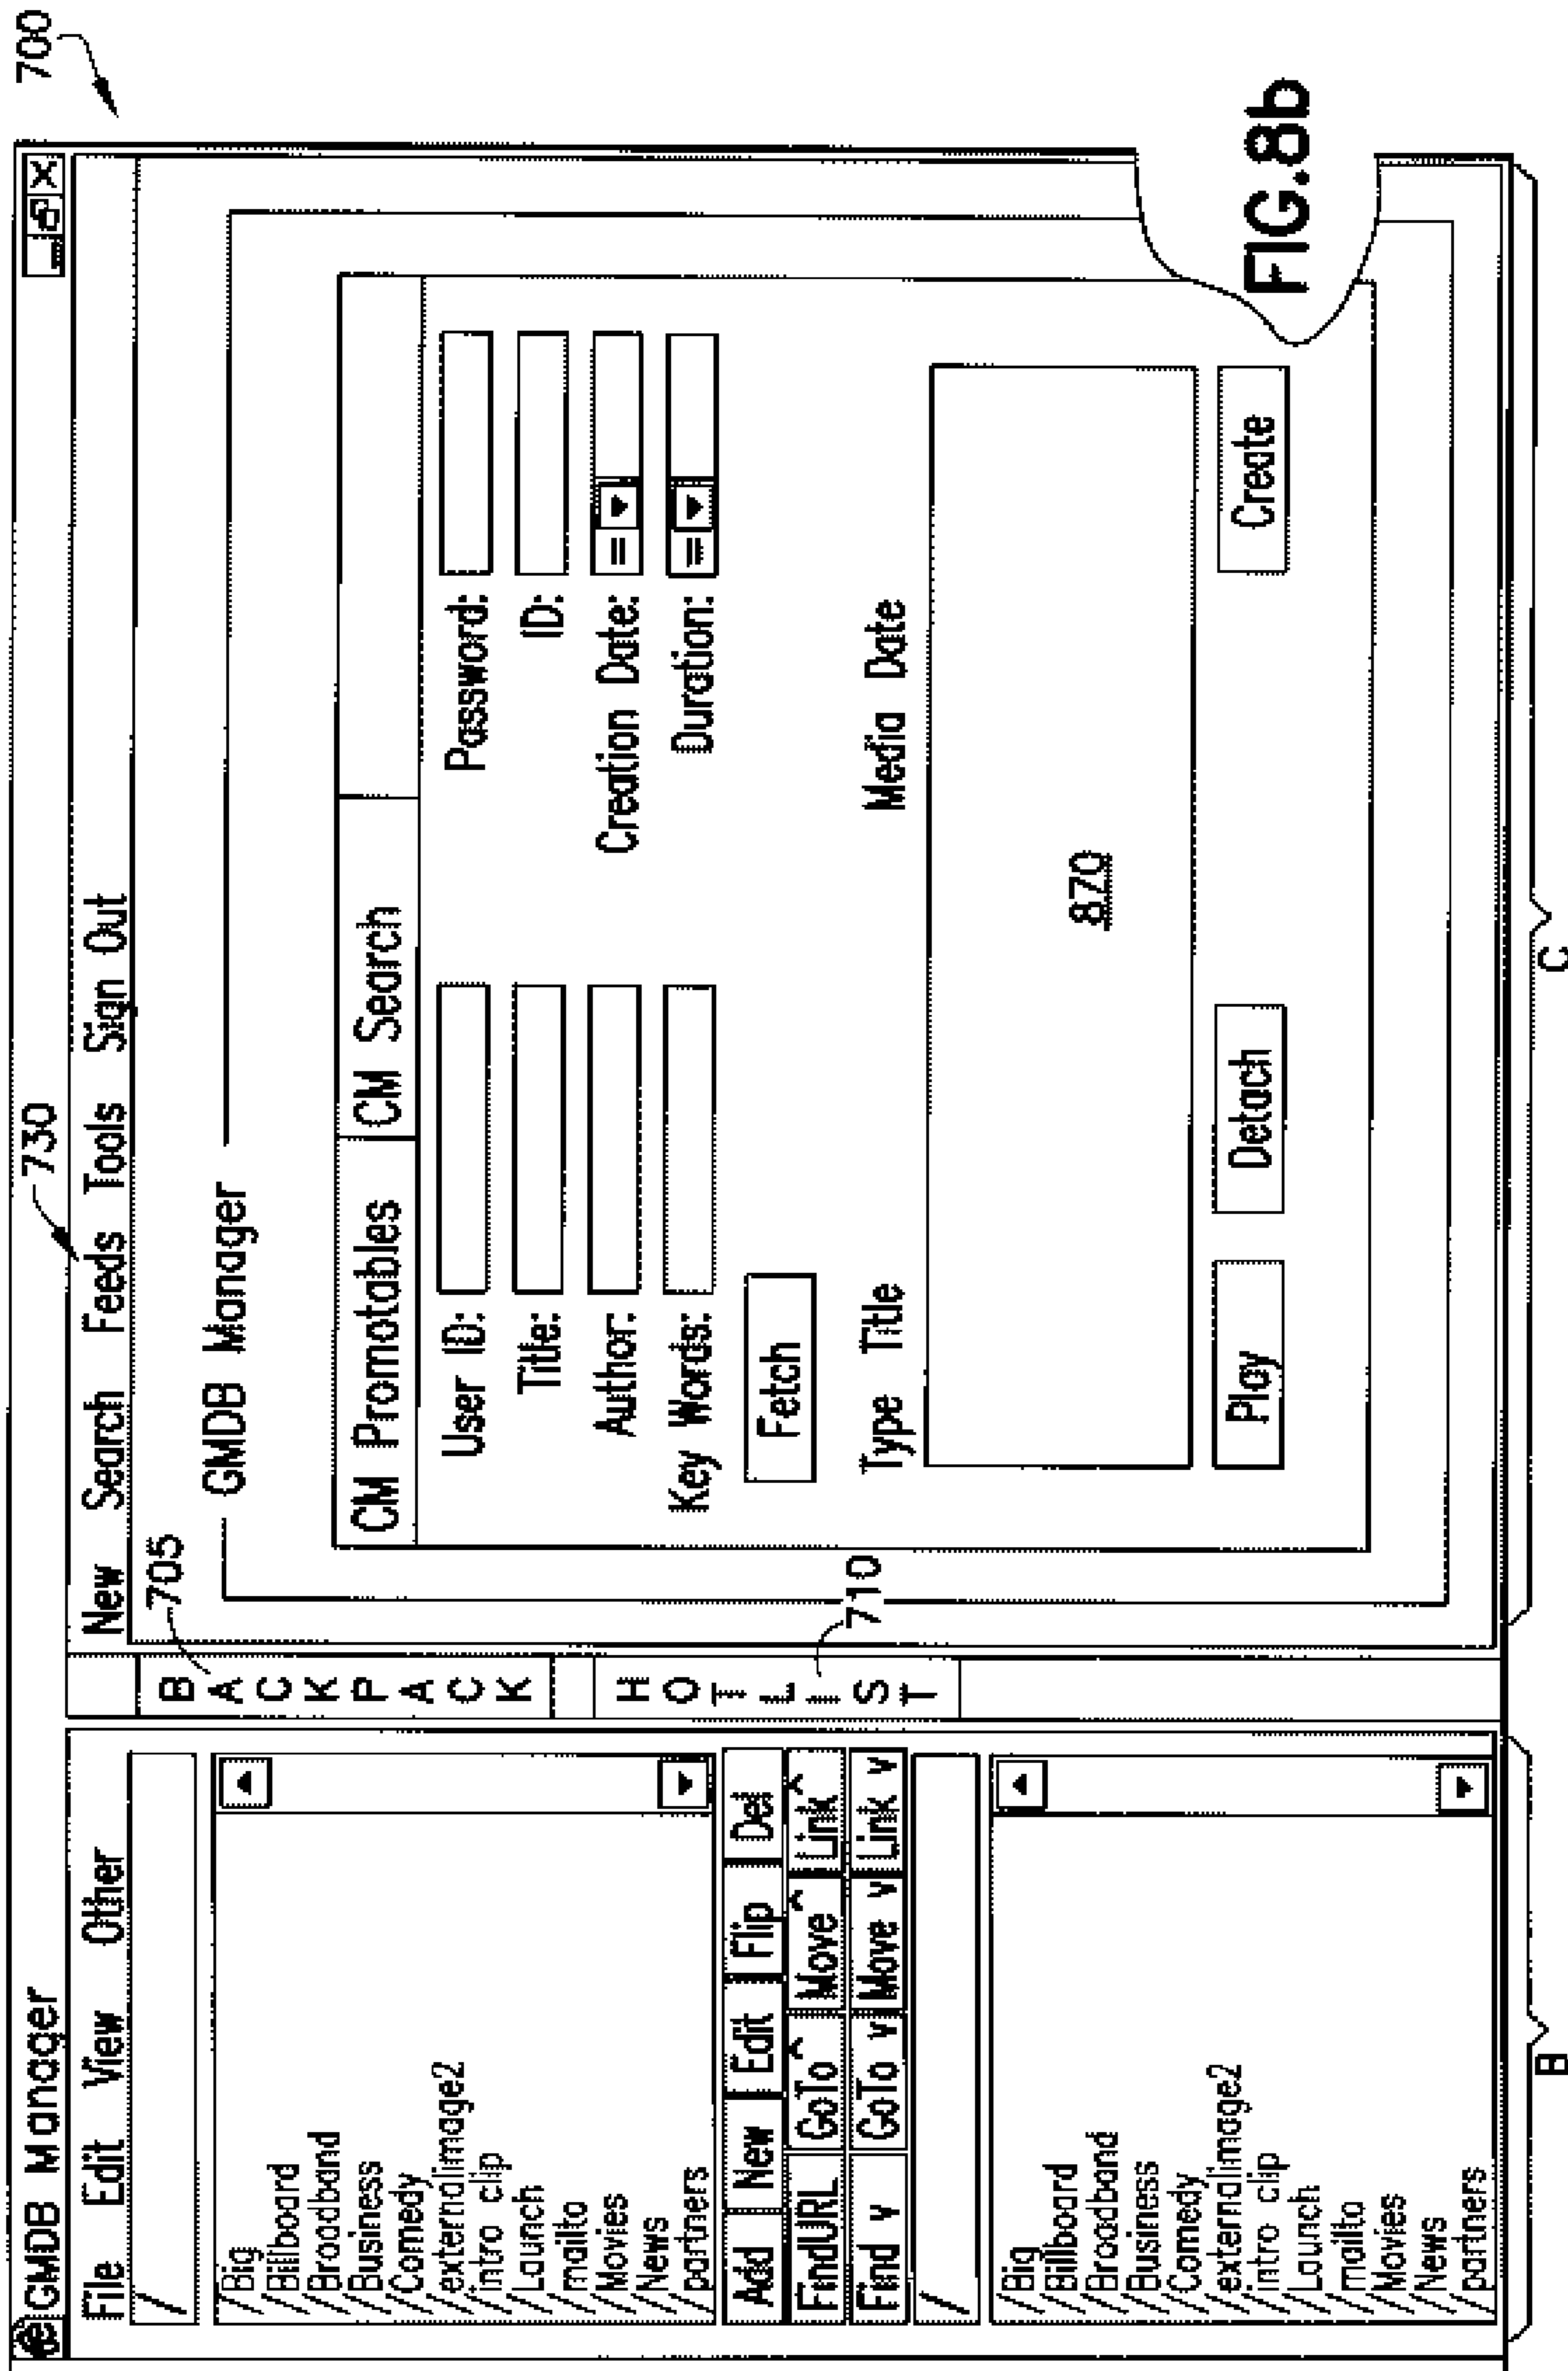 700
GMDB Manager
File Edit View Other
/
/Big
/Billboard
/Broadband
/Business
/Comedy
/externalimage2
/intro clip
/Launch
/mailto
/Movies
/News
/partners
Add New Edit Flip Del
FindURL GoTo ^ Move ^ Link ^
Find v GoTo v Move v Link v
/
/Big
/Billboard
/Broadband
/Business
/Comedy
/externalimage2
/intro clip
/Launch
/mailto
/Movies
/News
/partners
B
BACKPACK
705
HOTLIST
710
730
New Search Feeds Tools Sign Out
GMDB Manager
CM Promotables CM Search
User ID: Password:
Title: ID:
Author: Creation Date: =
Key Words: Duration: =
Fetch
Type Title Media Date
870
Play Detach Create
C
FIG.8b